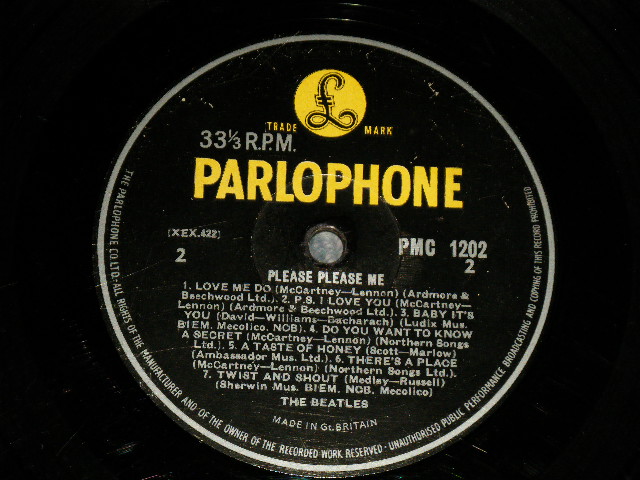 £
TRADE MARK
33⅓ R.P.M.
PARLOPHONE
(XEX.422)
2
PMC 1202
2
PLEASE PLEASE ME
1. LOVE ME DO (McCartney—Lennon) (Ardmore &
Beechwood Ltd.). 2. P.S. I LOVE YOU (McCartney—
Lennon) (Ardmore & Beechwood Ltd.). 3. BABY IT'S
YOU (David—Williams—Bacharach) (Ludix Mus.
BIEM. Mecolico. NCB). 4. DO YOU WANT TO KNOW
A SECRET (McCartney—Lennon) (Northern Songs
Ltd.). 5. A TASTE OF HONEY (Scott—Marlow)
(Ambassador Mus. Ltd.). 6. THERE'S A PLACE
(McCartney—Lennon) (Northern Songs Ltd.).
7. TWIST AND SHOUT (Medley—Russell)
(Sherwin Mus. BIEM. NCB. Mecolico)
THE BEATLES
MADE IN Gt. BRITAIN
THE PARLOPHONE CO. LTD. ALL RIGHTS OF THE MANUFACTURER AND OF THE OWNER OF THE RECORDED WORK RESERVED · UNAUTHORISED PUBLIC PERFORMANCE BROADCASTING AND COPYING OF THIS RECORD PROHIBITED